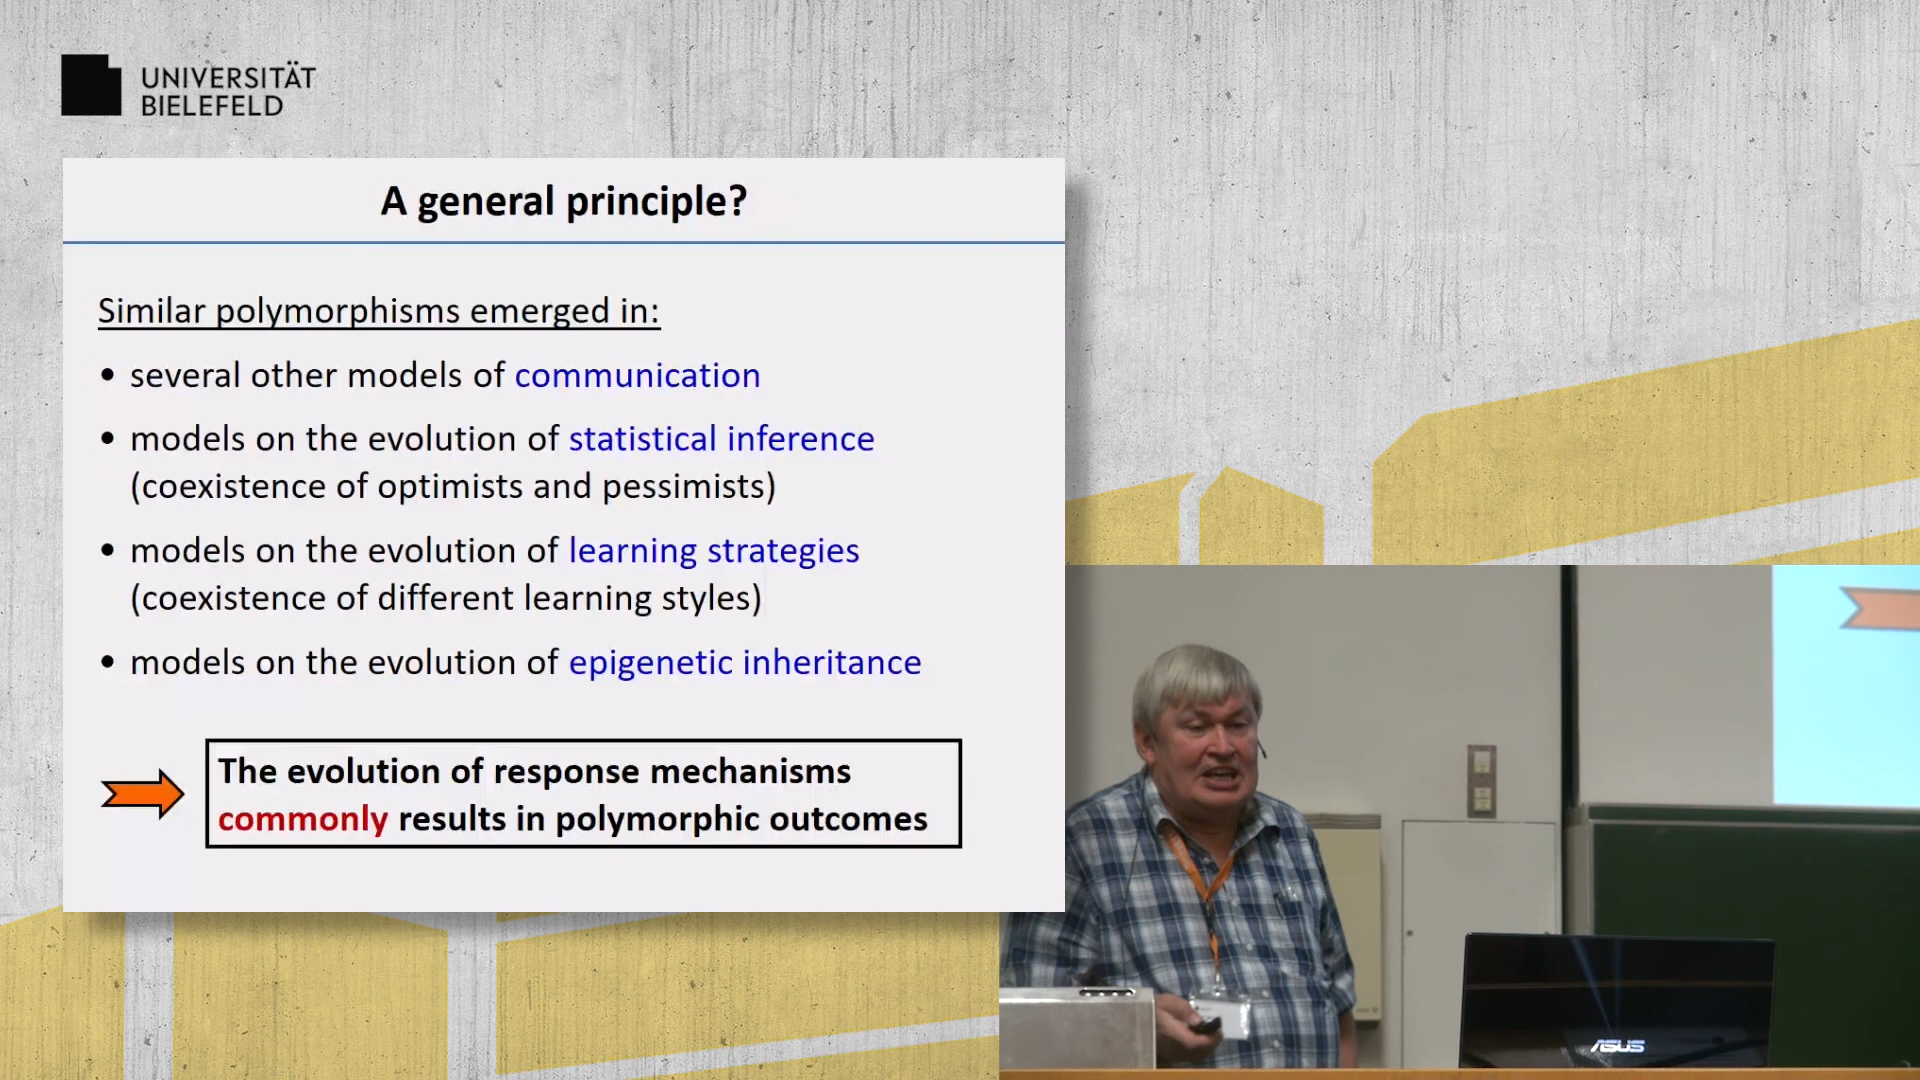 UNIVERSITÄT
BIELEFELD
A general principle?
Similar polymorphisms emerged in:
• several other models of communication
• models on the evolution of statistical inference
(coexistence of optimists and pessimists)
• models on the evolution of learning strategies
(coexistence of different learning styles)
• models on the evolution of epigenetic inheritance
The evolution of response mechanisms
commonly results in polymorphic outcomes
ASUS